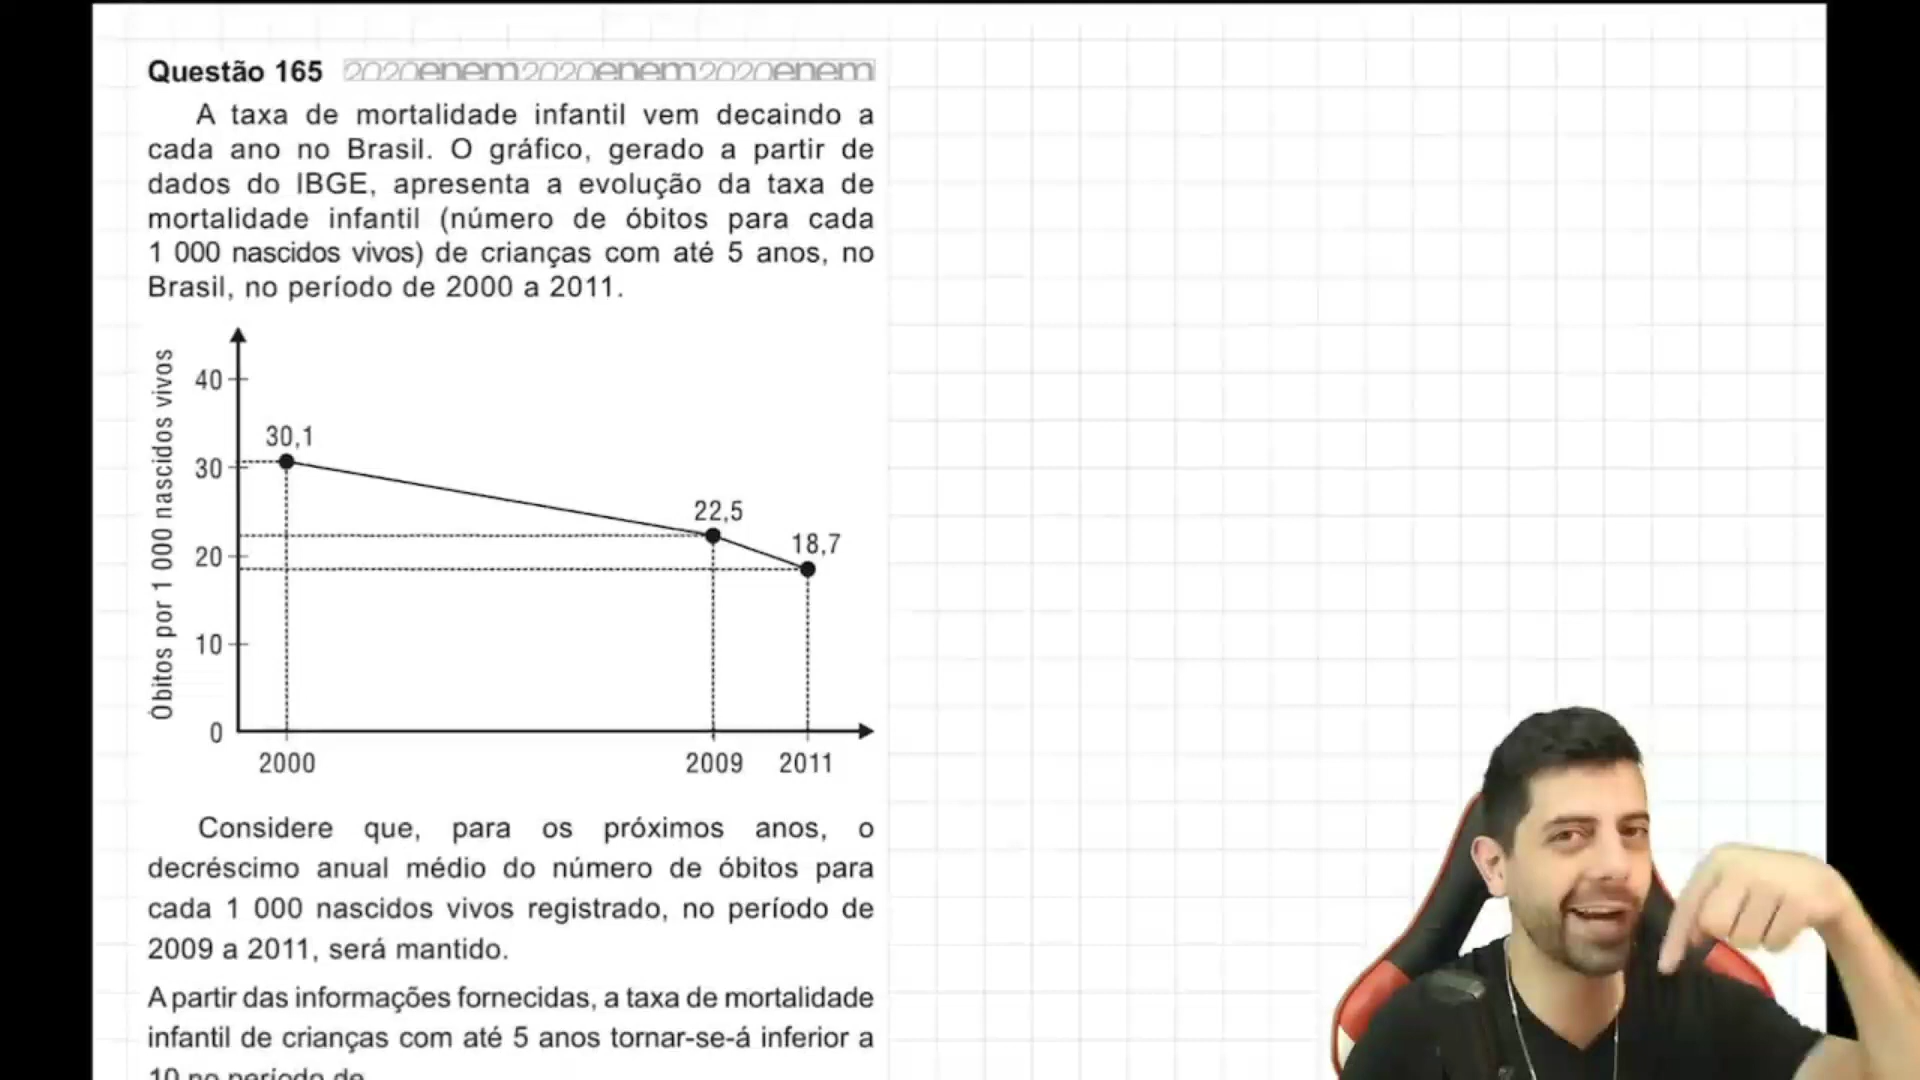 Questão 165 2020enem2020enem2020enem
A taxa de mortalidade infantil vem decaindo a
cada ano no Brasil. O gráfico, gerado a partir de
dados do IBGE, apresenta a evolução da taxa de
mortalidade infantil (número de óbitos para cada
1 000 nascidos vivos) de crianças com até 5 anos, no
Brasil, no período de 2000 a 2011.
Óbitos por 1 000 nascidos vivos
40
30,1
30
22,5
20
18,7
10
0
2000 2009 2011
Considere que, para os próximos anos, o
decréscimo anual médio do número de óbitos para
cada 1 000 nascidos vivos registrado, no período de
2009 a 2011, será mantido.
A partir das informações fornecidas, a taxa de mortalidade
infantil de crianças com até 5 anos tornar-se-á inferior a
10 no período de